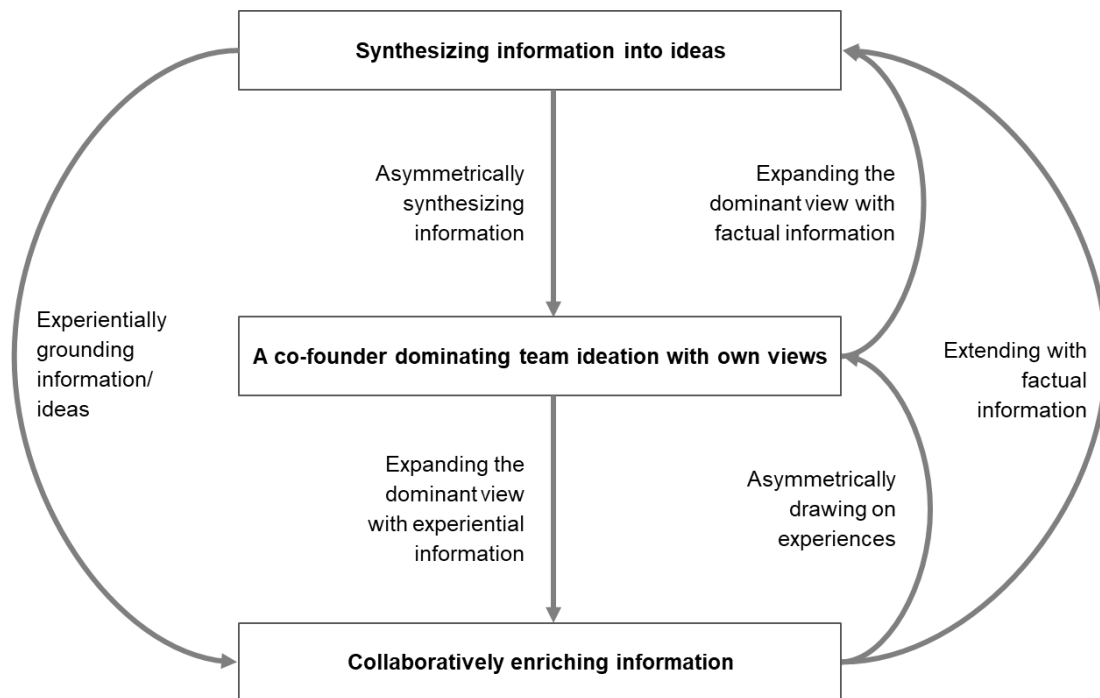 Synthesizing information into ideas
Asymmetrically
synthesizing
information
Expanding the
dominant view with
factual information
Experientially
grounding
information/
ideas
A co-founder dominating team ideation with own views
Extending with
factual
information
Expanding the
dominant view
with experiential
information
Asymmetrically
drawing on
experiences
Collaboratively enriching information